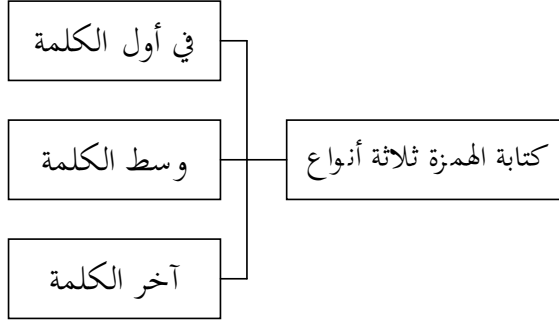 كتابة الهمزة ثلاثة أنواع
في أول الكلمة
وسط الكلمة
آخر الكلمة